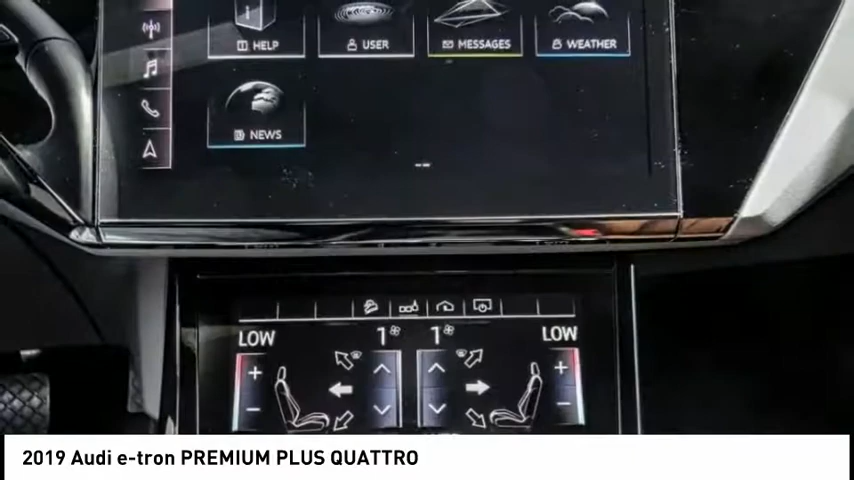 HELP
USER
MESSAGES
WEATHER
NEWS
--
LOW 1 1 LOW
+ +
- -
2019 Audi e-tron PREMIUM PLUS QUATTRO